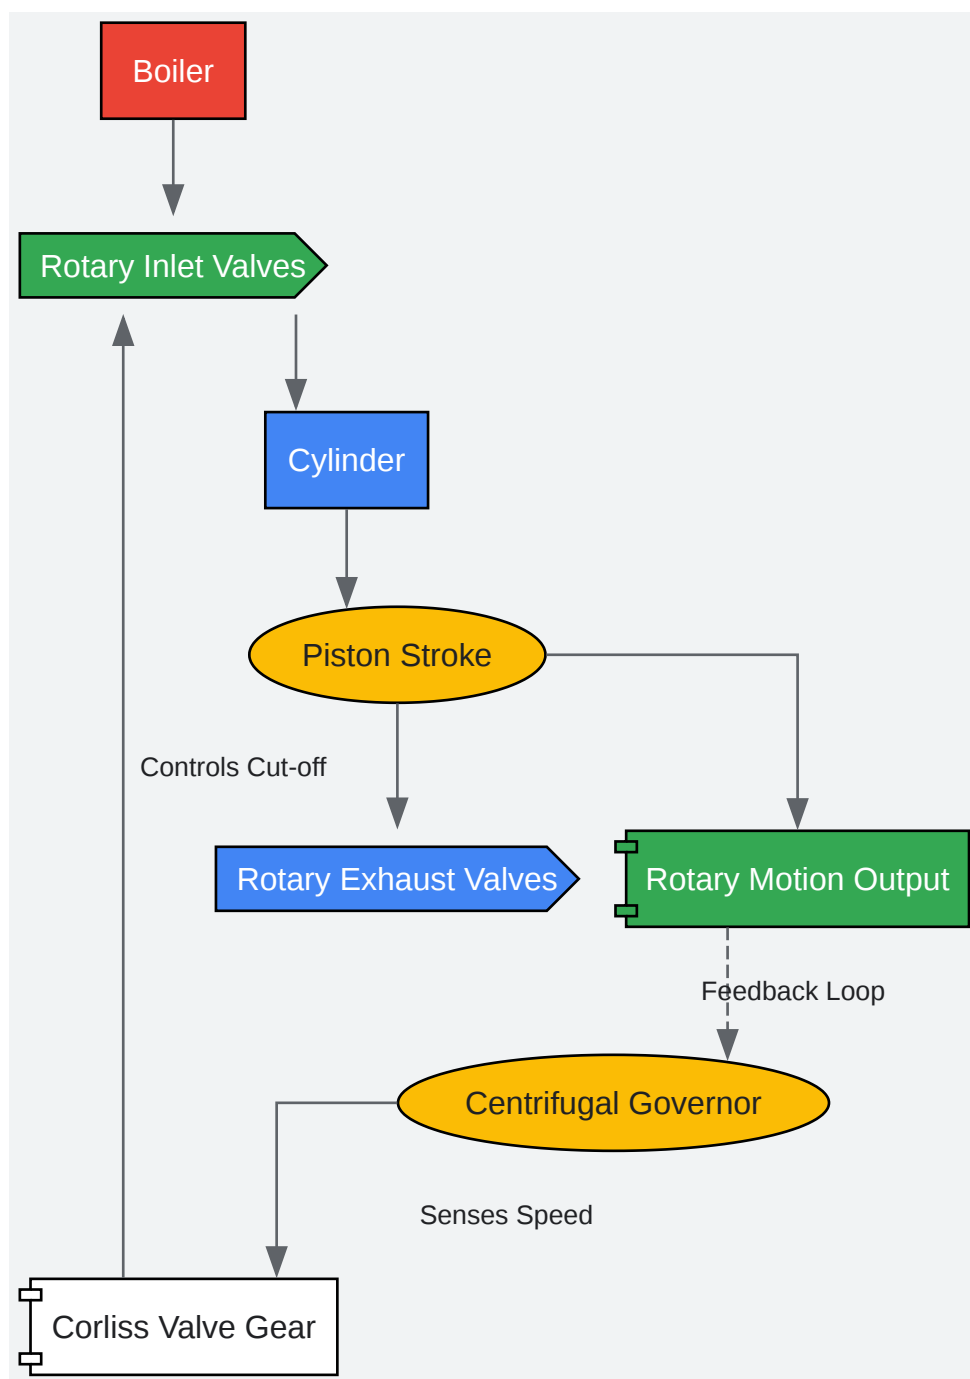 Boiler
Rotary Inlet Valves
Cylinder
Piston Stroke
Controls Cut-off
Rotary Exhaust Valves
Rotary Motion Output
Feedback Loop
Centrifugal Governor
Senses Speed
Corliss Valve Gear